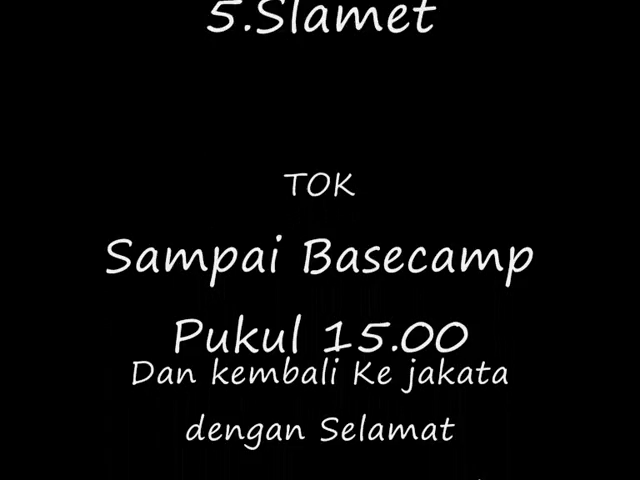 5.Slamet
TOK
Sampai Basecamp
Pukul 15.00
Dan kembali Ke jakata
dengan Selamat